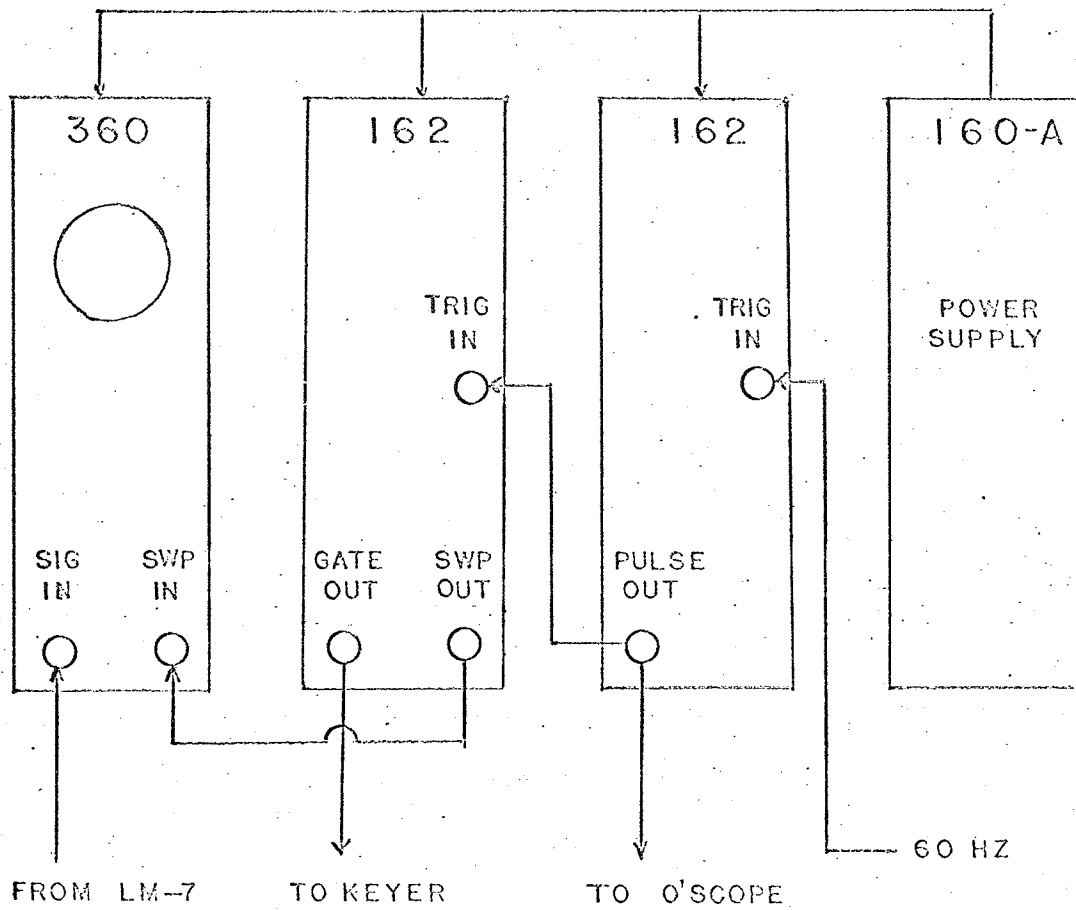 360
162
162
160-A
TRIG
IN
TRIG
IN
POWER
SUPPLY
SIG
IN
SWP
IN
GATE
OUT
SWP
OUT
PULSE
OUT
60 HZ
FROM LM-7
TO KEYER
TO O'SCOPE